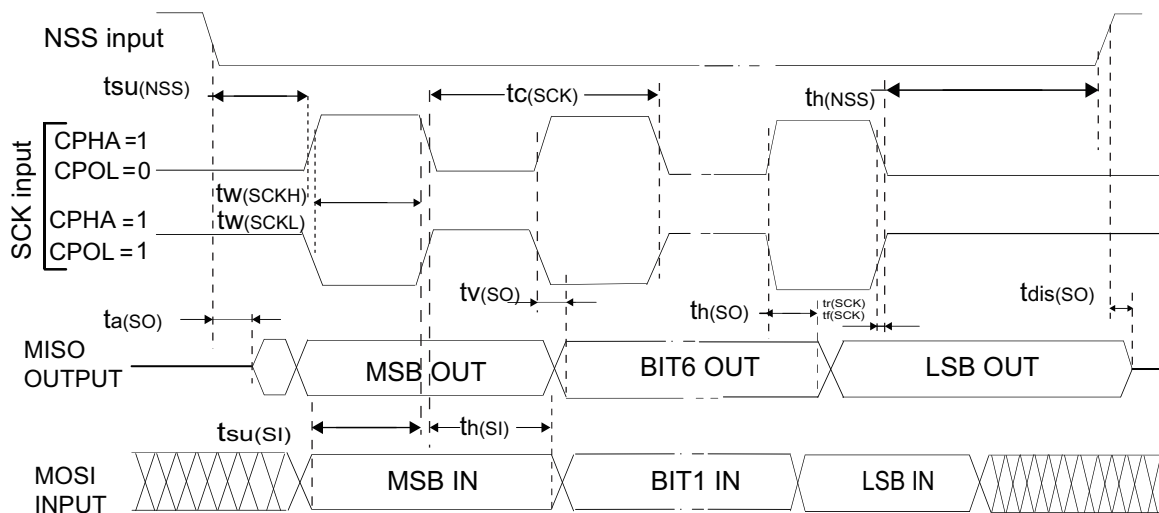 NSS input
tsu(NSS)
tc(SCK)
th(NSS)
SCK input
CPHA=1
CPOL=0
tw(SCKH)
CPHA=1
tw(SCKL)
CPOL=1
tv(SO)
th(SO)
tr(SCK)
tf(SCK)
tdis(SO)
ta(SO)
MISO
OUTPUT
MSB OUT
BIT6 OUT
LSB OUT
tsu(SI)
th(SI)
MOSI
INPUT
MSB IN
BIT1 IN
LSB IN